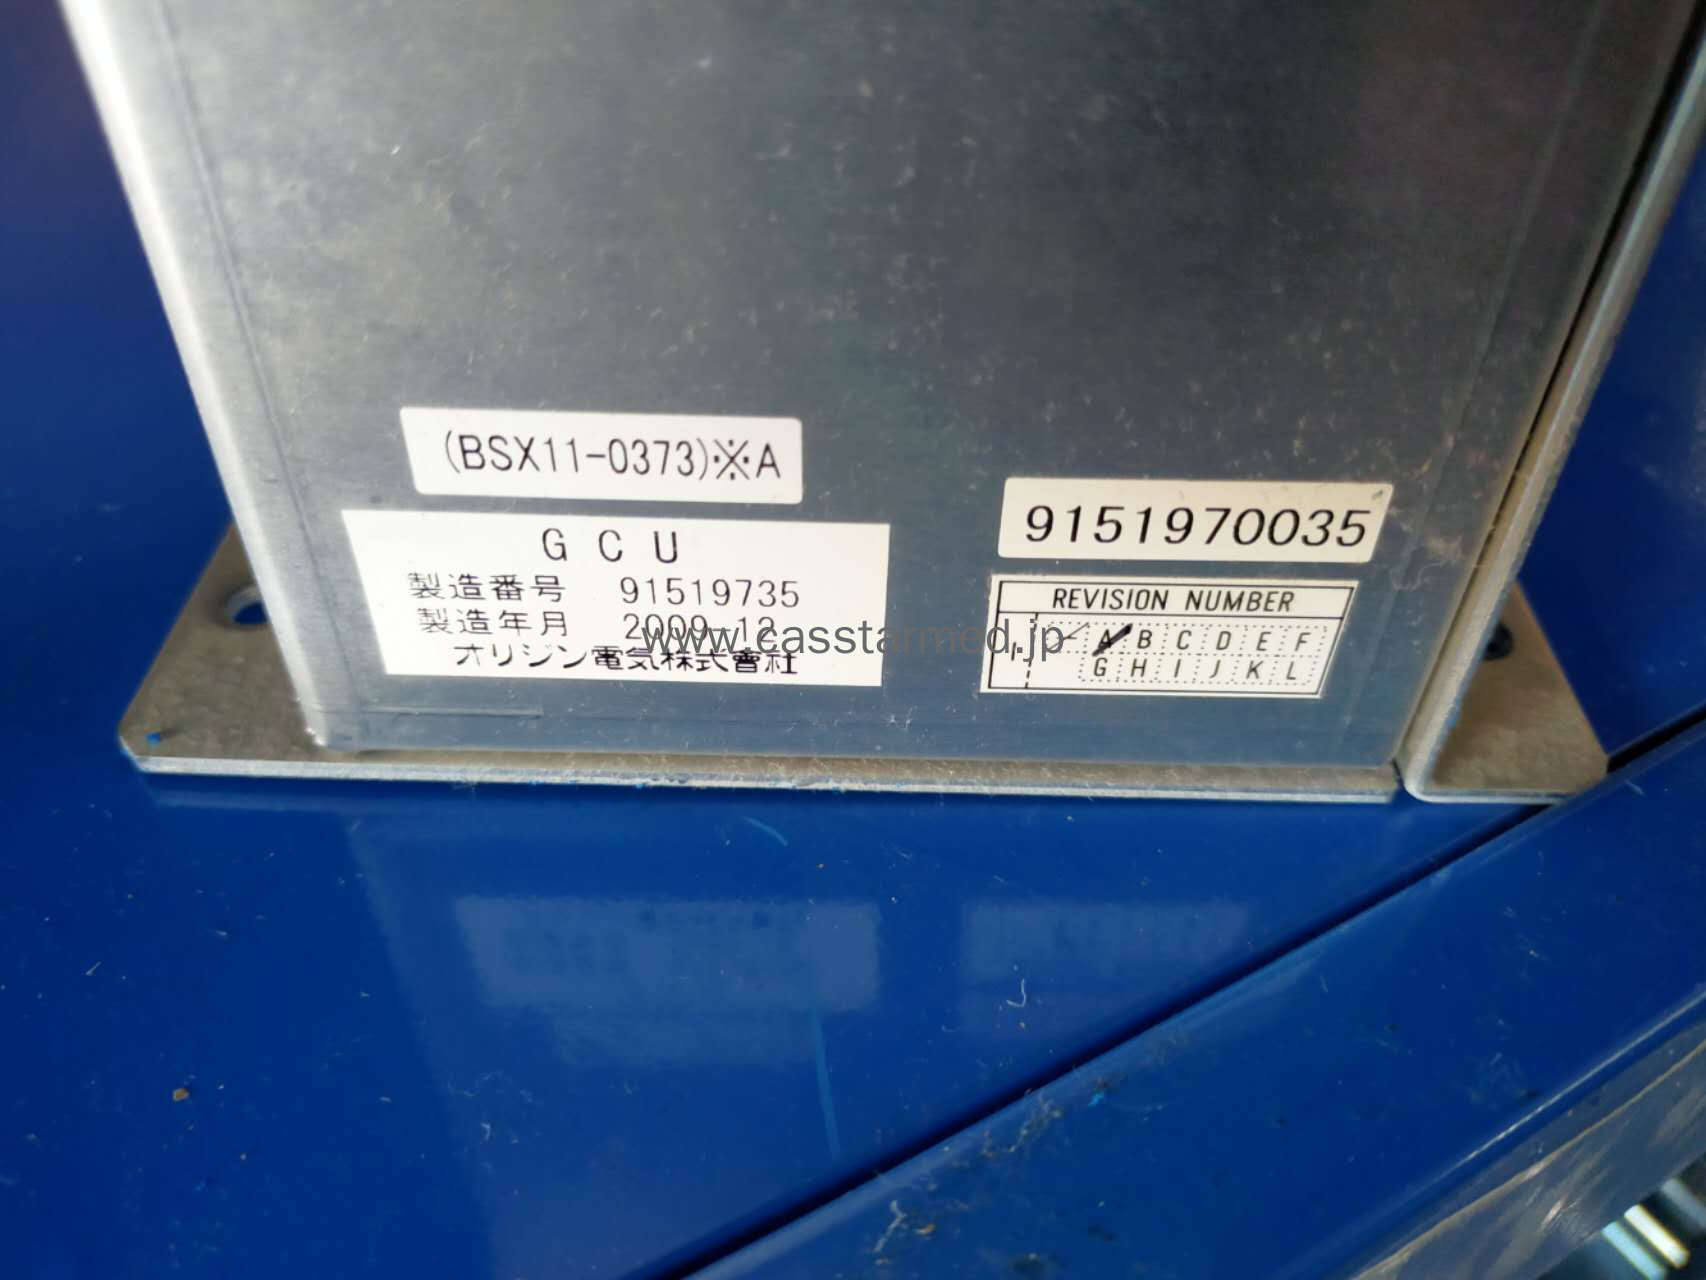 (BSX11-0373)※A
9151970035
GCU
製造番号 91519735
製造年月 2009-12
オリジン電気株式會社
REVISION NUMBER
A B C D E F
G H I J K L
www.casstarmed.jp